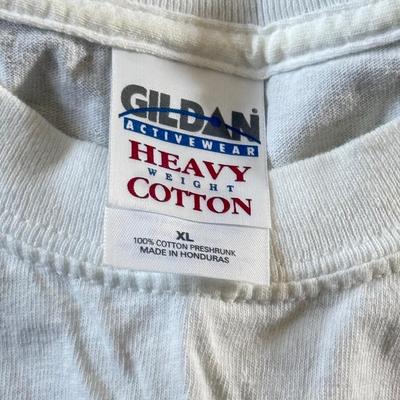 GILDAN
ACTIVEWEAR
HEAVY
WEIGHT
COTTON
XL
100% COTTON PRESHRUNK
MADE IN HONDURAS